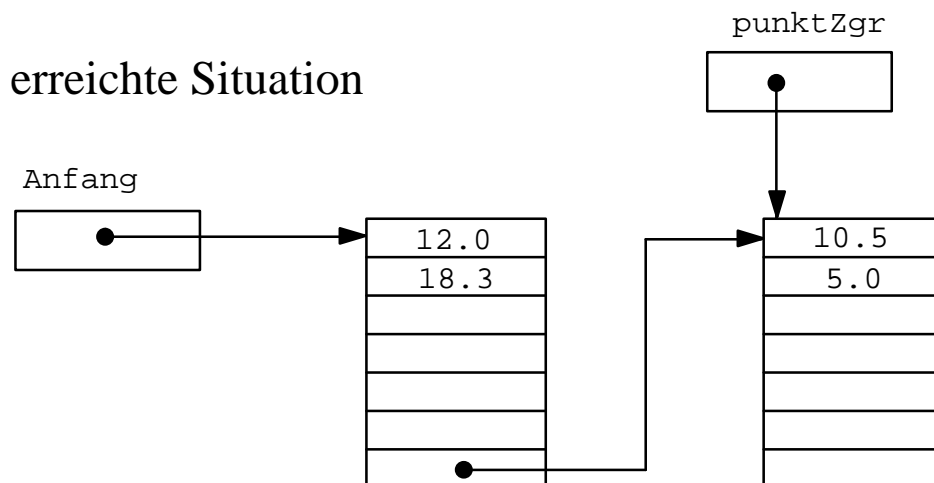 punktZgr
erreichte Situation
Anfang
12.0
18.3
10.5
5.0